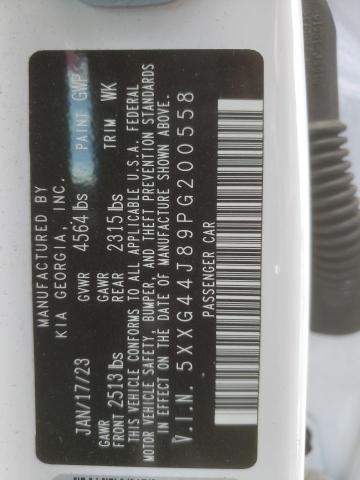 MANUFACTURED BY
KIA GEORGIA, INC.
JAN/17/23 GVWR 4564 lbs PAINT GWP
GAWR FRONT 2513 lbs GAWR REAR 2315 lbs TRIM WK
THIS VEHICLE CONFORMS TO ALL APPLICABLE U.S.A. FEDERAL
MOTOR VEHICLE SAFETY, BUMPER, AND THEFT PREVENTION STANDARDS
IN EFFECT ON THE DATE OF MANUFACTURE SHOWN ABOVE.
V.I.N. 5XXG44J89PG200558
PASSENGER CAR